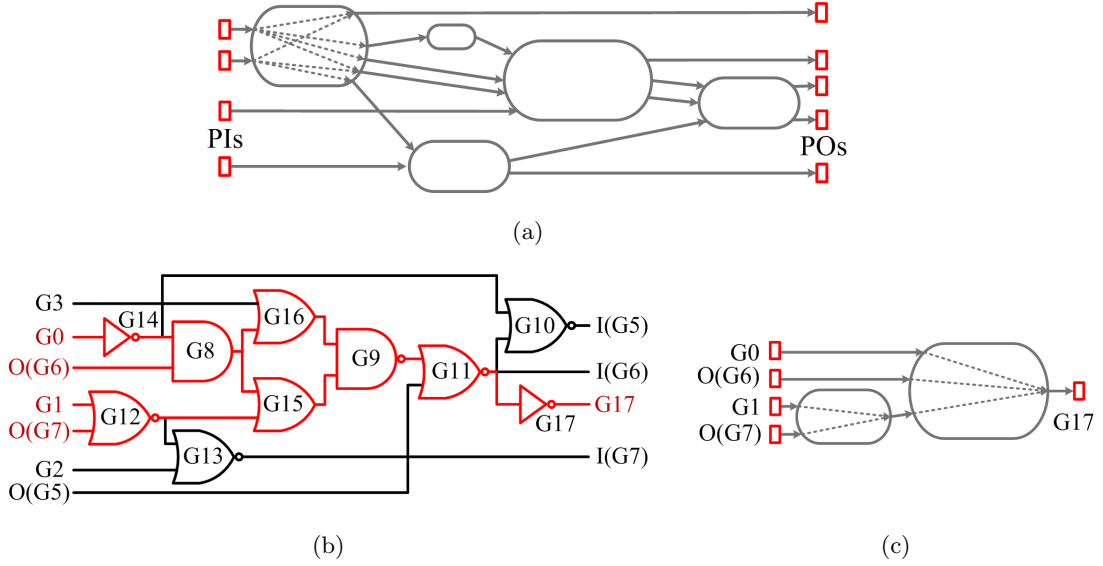 PIs
POs
(a)
G3
G0
O(G6)
G1
O(G7)
G2
O(G5)
G14
G8
G16
G15
G12
G13
G9
G11
G10
G17
I(G5)
I(G6)
G17
I(G7)
(b)
G0
O(G6)
G1
O(G7)
G17
(c)